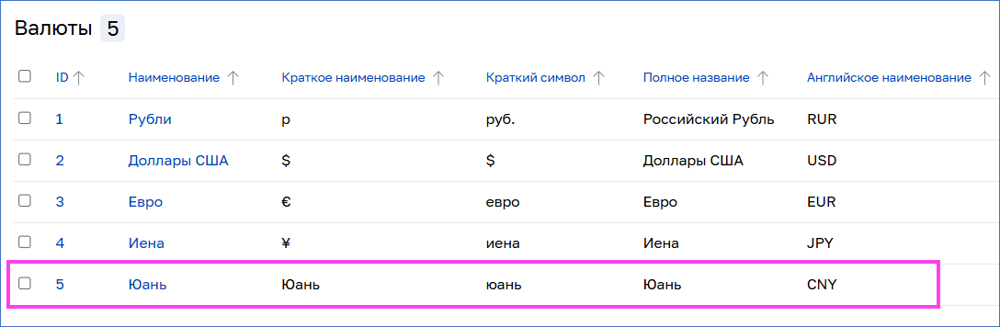 Валюты 5
ID Наименование Краткое наименование Краткий символ Полное название Английское наименование
1 Рубли р руб. Российский Рубль RUR
2 Доллары США $ $ Доллары США USD
3 Евро € евро Евро EUR
4 Иена ¥ иена Иена JPY
5 Юань Юань юань Юань CNY